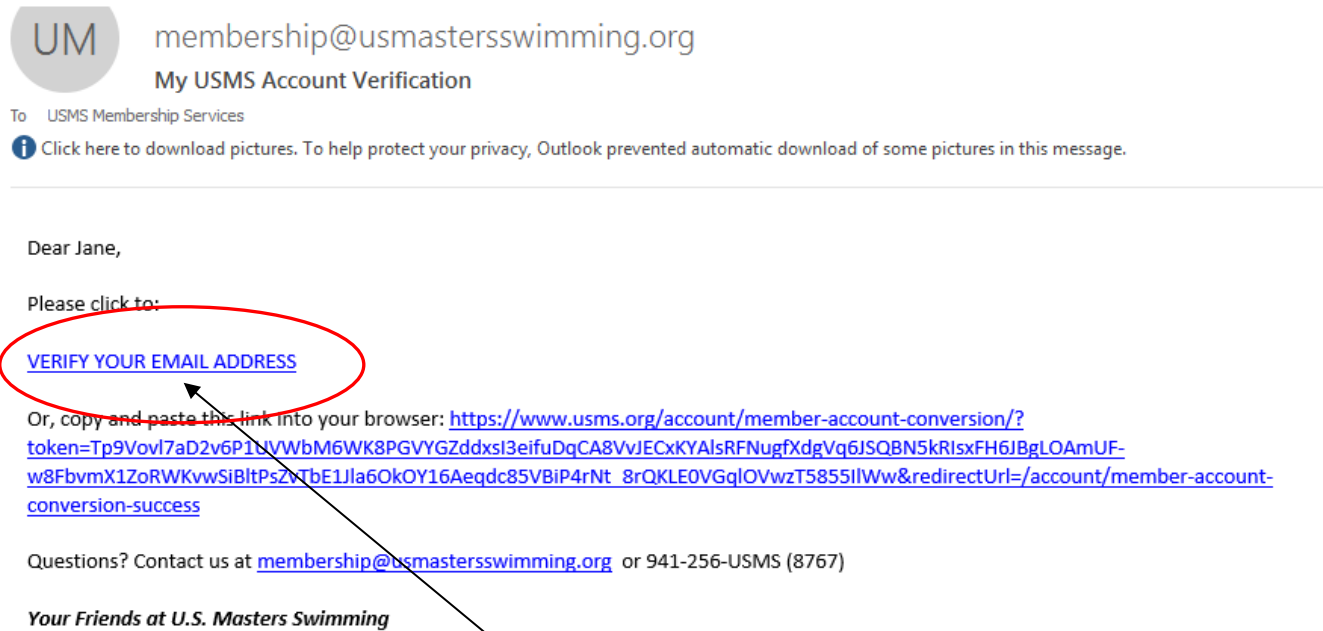 UM
membership@usmastersswimming.org
My USMS Account Verification
To USMS Membership Services
i Click here to download pictures. To help protect your privacy, Outlook prevented automatic download of some pictures in this message.
Dear Jane,
Please click to:
VERIFY YOUR EMAIL ADDRESS
Or, copy and paste this link into your browser: https://www.usms.org/account/member-account-conversion/?
token=Tp9Vovl7aD2v6P1UVWbM6WK8PGVYGZddxsI3eifuDqCA8VvJECxKYAlsRFNugfXdgVq6JSQBN5kRIsxFH6JBgLOAmUF-
w8FbvmX1ZoRWKvwSiBltPsZvTbE1Jla6OkOY16Aeqdc85VBiP4rNt_8rQKLE0VGqlOVwzT5855IlWw&redirectUrl=/account/member-account-
conversion-success
Questions? Contact us at membership@usmastersswimming.org or 941-256-USMS (8767)
Your Friends at U.S. Masters Swimming